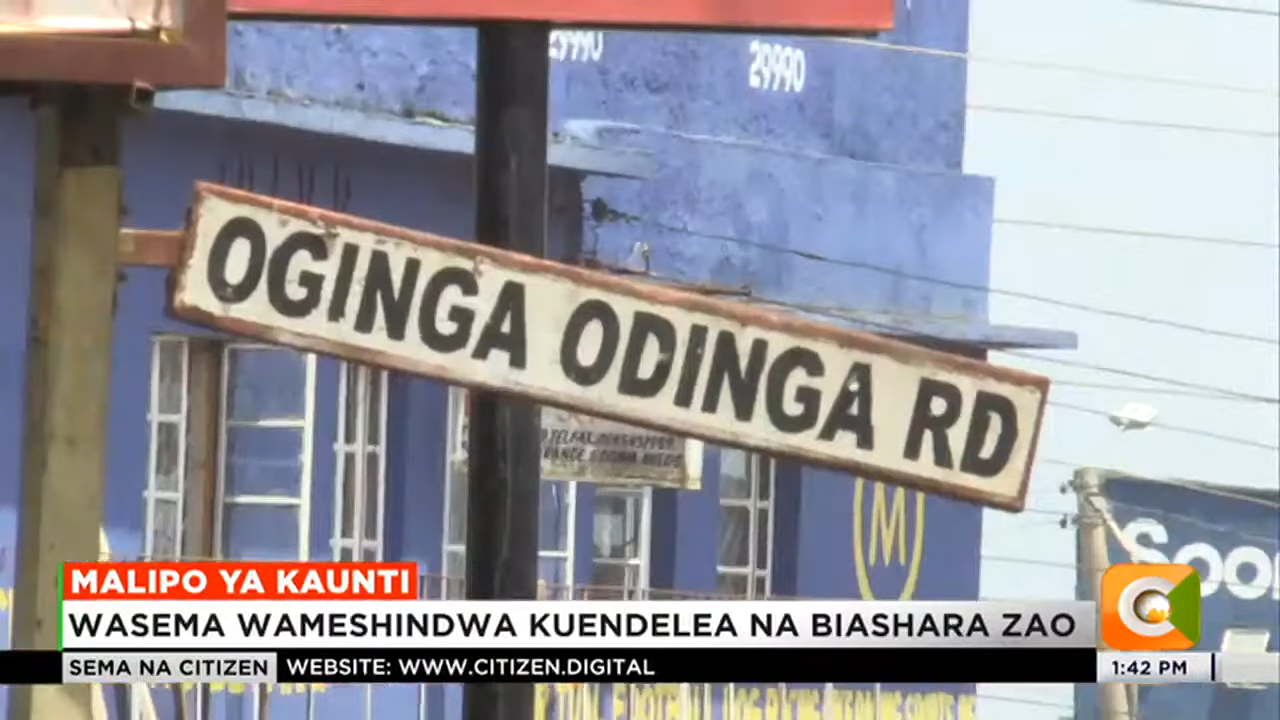 29990
29990
OGINGA ODINGA RD
M
Soo
MALIPO YA KAUNTI
WASEMA WAMESHINDWA KUENDELEA NA BIASHARA ZAO
SEMA NA CITIZEN
WEBSITE: WWW.CITIZEN.DIGITAL
1:42 PM